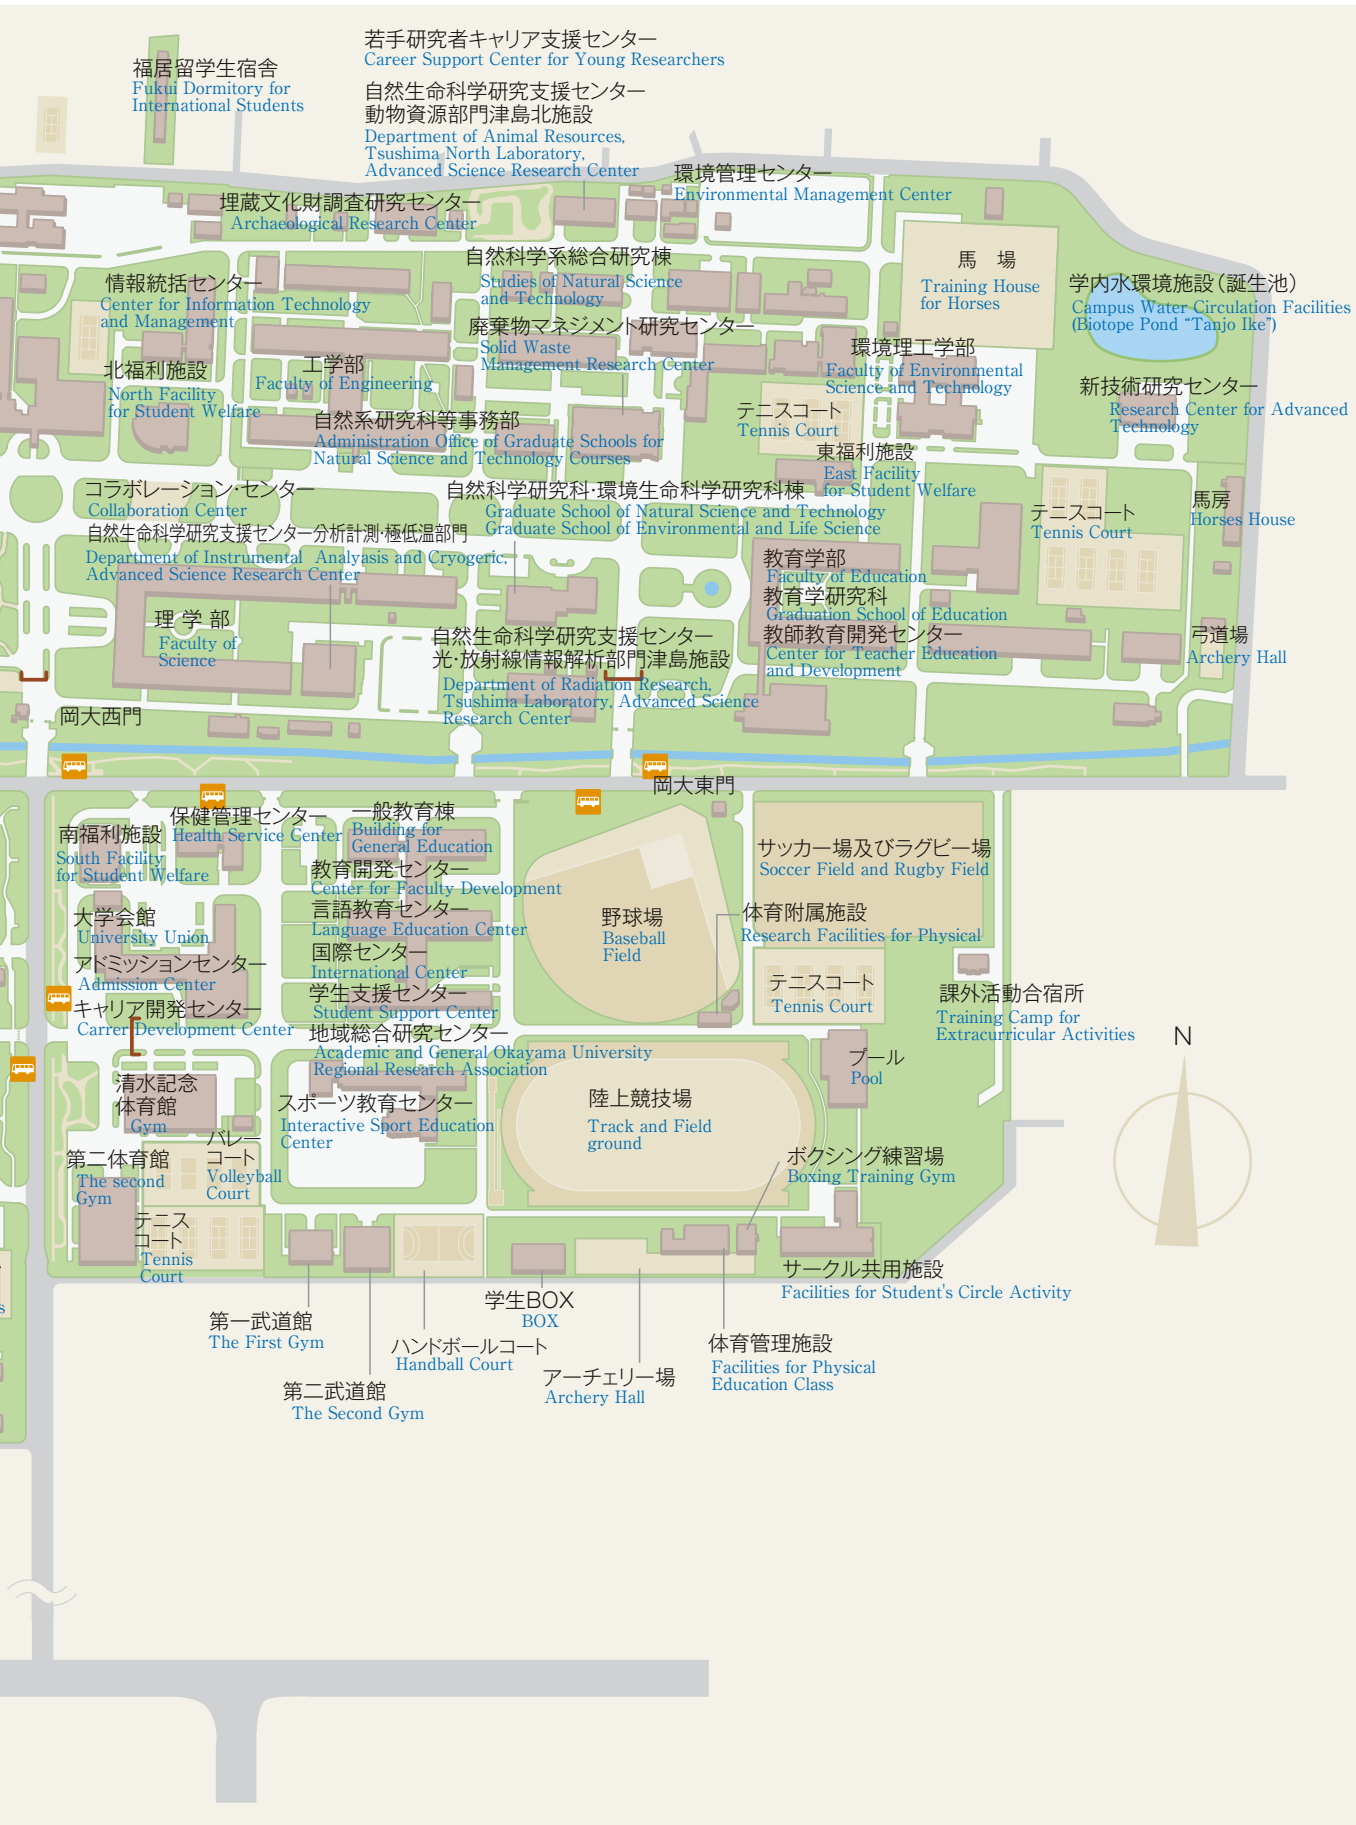 若手研究者キャリア支援センター
Career Support Center for Young Researchers
福居留学生宿舎
Fukui Dormitory for
International Students
自然生命科学研究支援センター
動物資源部門津島北施設
Department of Animal Resources,
Tsushima North Laboratory,
Advanced Science Research Center
環境管理センター
Environmental Management Center
埋蔵文化財調査研究センター
Archaeological Research Center
自然科学系総合研究棟
Studies of Natural Science
and Technology
馬　場
Training House
for Horses
学内水環境施設（誕生池）
Campus Water Circulation Facilities
(Biotope Pond “Tanjo Ike”)
情報統括センター
Center for Information Technology
and Management
廃棄物マネジメント研究センター
Solid Waste
Management Research Center
環境理工学部
Faculty of Environmental
Science and Technology
北福利施設
North Facility
for Student Welfare
工学部
Faculty of Engineering
新技術研究センター
Research Center for Advanced
Technology
自然系研究科等事務部
Administration Office of Graduate Schools for
Natural Science and Technology Courses
テニスコート
Tennis Court
東福利施設
East Facility
for Student Welfare
コラボレーション・センター
Collaboration Center
自然科学研究科・環境生命科学研究科棟
Graduate School of Natural Science and Technology
Graduate School of Environmental and Life Science
テニスコート
Tennis Court
馬房
Horses House
自然生命科学研究支援センター分析計測・極低温部門
Department of Instrumental Analyasis and Cryogeric,
Advanced Science Research Center
教育学部
Faculty of Education
教育学研究科
Graduation School of Education
教師教育開発センター
Center for Teacher Education
and Development
理 学 部
Faculty of
Science
自然生命科学研究支援センター
光・放射線情報解析部門津島施設
Department of Radiation Research,
Tsushima Laboratory, Advanced Science
Research Center
弓道場
Archery Hall
岡大西門
岡大東門
南福利施設
South Facility
for Student Welfare
保健管理センター
Health Service Center
一般教育棟
Building for
General Education
サッカー場及びラグビー場
Soccer Field and Rugby Field
教育開発センター
Center for Faculty Development
言語教育センター
Language Education Center
大学会館
University Union
野球場
Baseball
Field
体育附属施設
Research Facilities for Physical
国際センター
International Center
アドミッションセンター
Admission Center
テニスコート
Tennis Court
学生支援センター
Student Support Center
課外活動合宿所
Training Camp for
Extracurricular Activities
キャリア開発センター
Carrer Development Center
地域総合研究センター
Academic and General Okayama University
Regional Research Association
N
プール
Pool
清水記念
体育館
Gym
スポーツ教育センター
Interactive Sport Education
Center
陸上競技場
Track and Field
ground
バレー
コート
Volleyball
Court
第二体育館
The second
Gym
ボクシング練習場
Boxing Training Gym
テニス
コート
Tennis
Court
サークル共用施設
Facilities for Student's Circle Activity
学生BOX
BOX
第一武道館
The First Gym
ハンドボールコート
Handball Court
体育管理施設
Facilities for Physical
Education Class
アーチェリー場
Archery Hall
第二武道館
The Second Gym